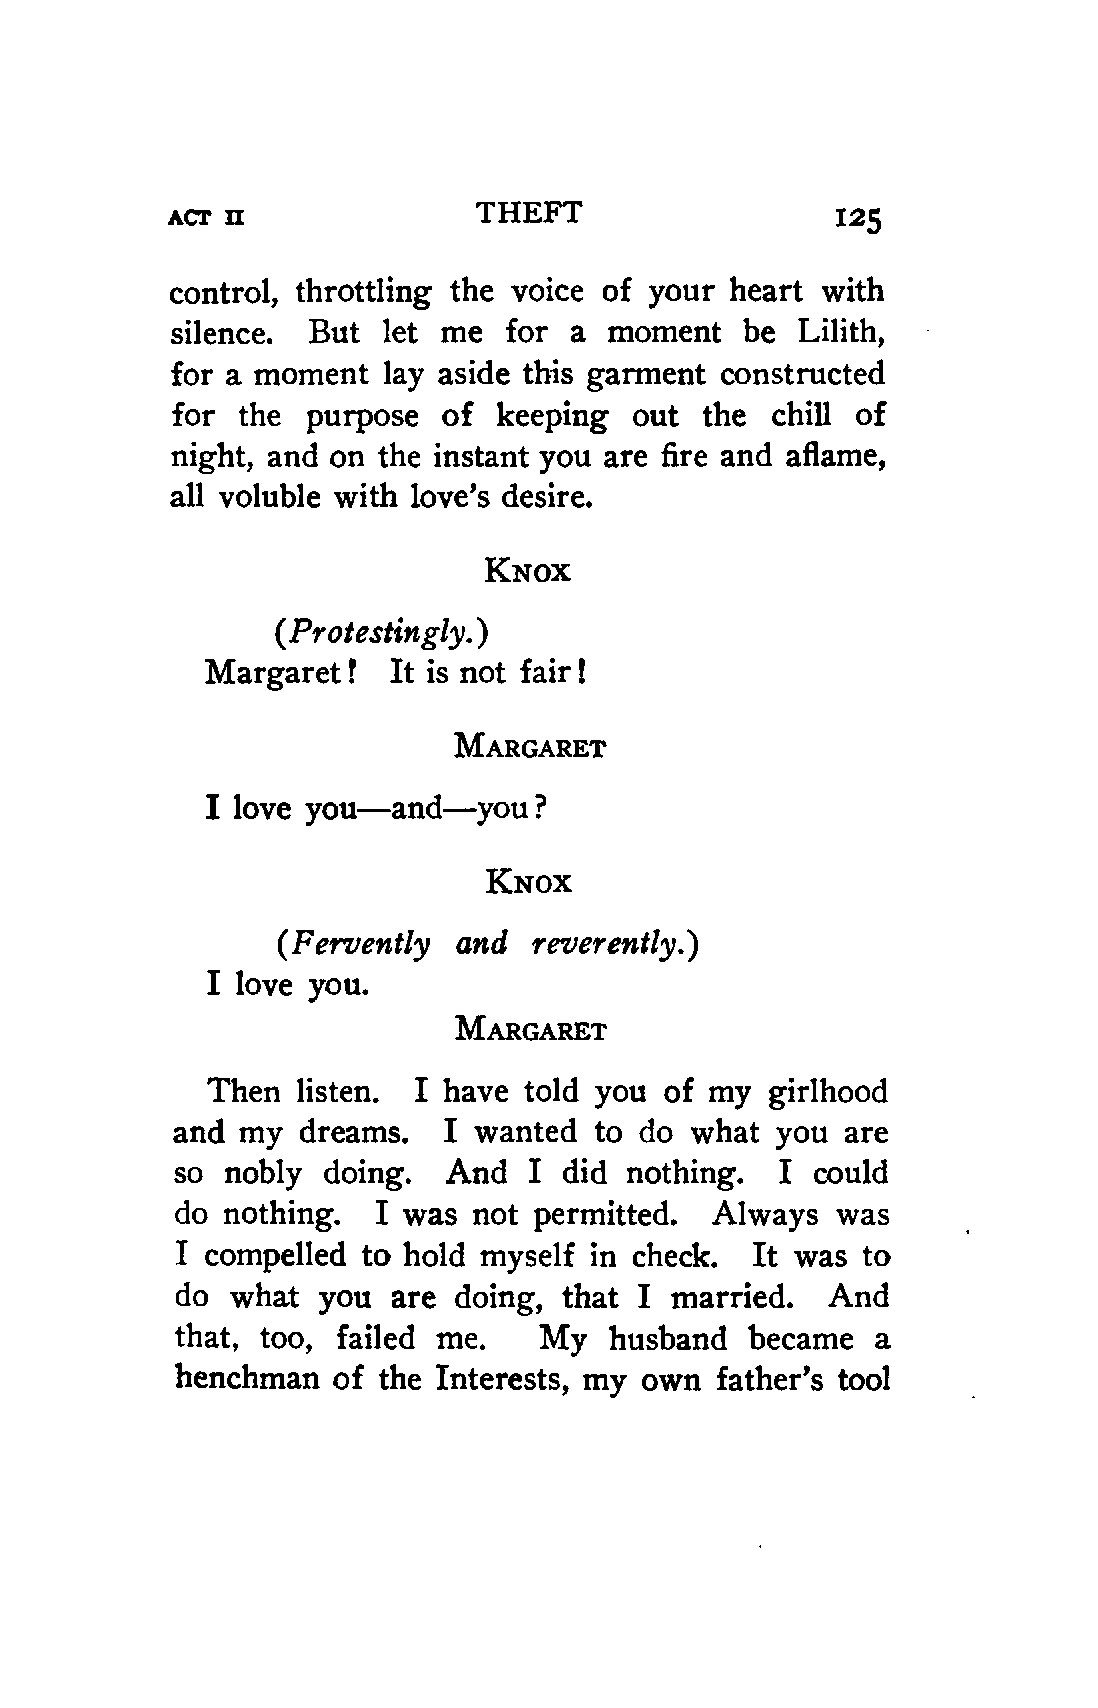 ACT II THEFT 125
control, throttling the voice of your heart with
silence. But let me for a moment be Lilith,
for a moment lay aside this garment constructed
for the purpose of keeping out the chill of
night, and on the instant you are fire and aflame,
all voluble with love's desire.
KNOX
(Protestingly.)
Margaret! It is not fair!
MARGARET
I love you—and—you?
KNOX
(Fervently and reverently.)
I love you.
MARGARET
Then listen. I have told you of my girlhood
and my dreams. I wanted to do what you are
so nobly doing. And I did nothing. I could
do nothing. I was not permitted. Always was
I compelled to hold myself in check. It was to
do what you are doing, that I married. And
that, too, failed me. My husband became a
henchman of the Interests, my own father's tool